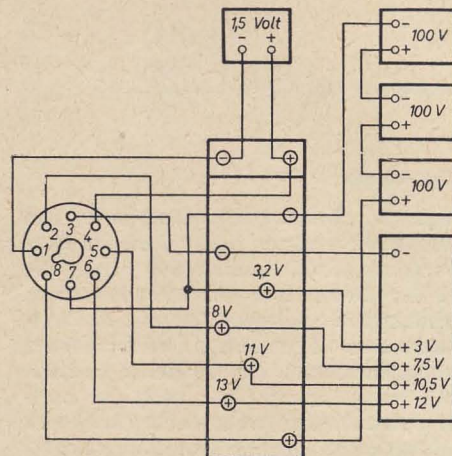 1,5 Volt
- +
-
100 V
+
-
100 V
+
-
100 V
+
- +
-
-
-
3,2 V
+
8 V
+
11 V
+
13 V
+
+
+ 3 V
+ 7,5 V
+ 10,5 V
+ 12 V
1
2
3
4
5
6
7
8